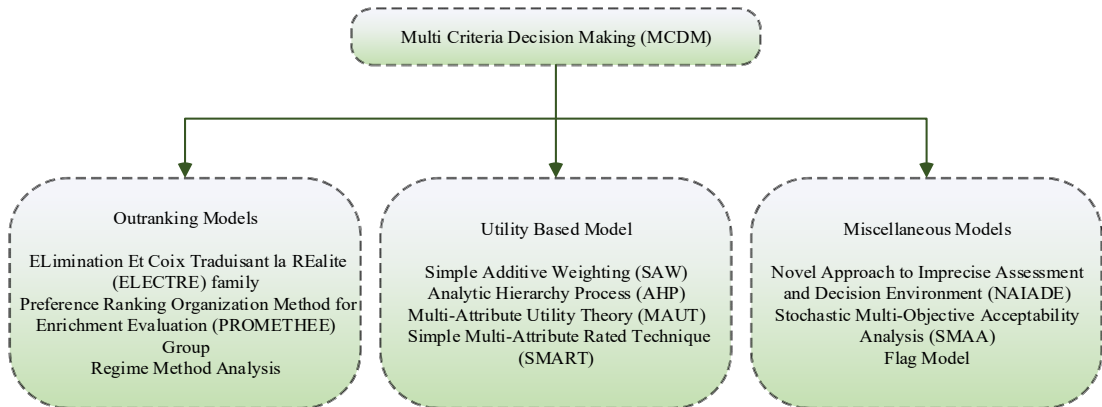 Multi Criteria Decision Making (MCDM)
Outranking Models
ELimination Et Coix Traduisant la REalite
(ELECTRE) family
Preference Ranking Organization Method for
Enrichment Evaluation (PROMETHEE)
Group
Regime Method Analysis
Utility Based Model
Simple Additive Weighting (SAW)
Analytic Hierarchy Process (AHP)
Multi-Attribute Utility Theory (MAUT)
Simple Multi-Attribute Rated Technique
(SMART)
Miscellaneous Models
Novel Approach to Imprecise Assessment
and Decision Environment (NAIADE)
Stochastic Multi-Objective Acceptability
Analysis (SMAA)
Flag Model